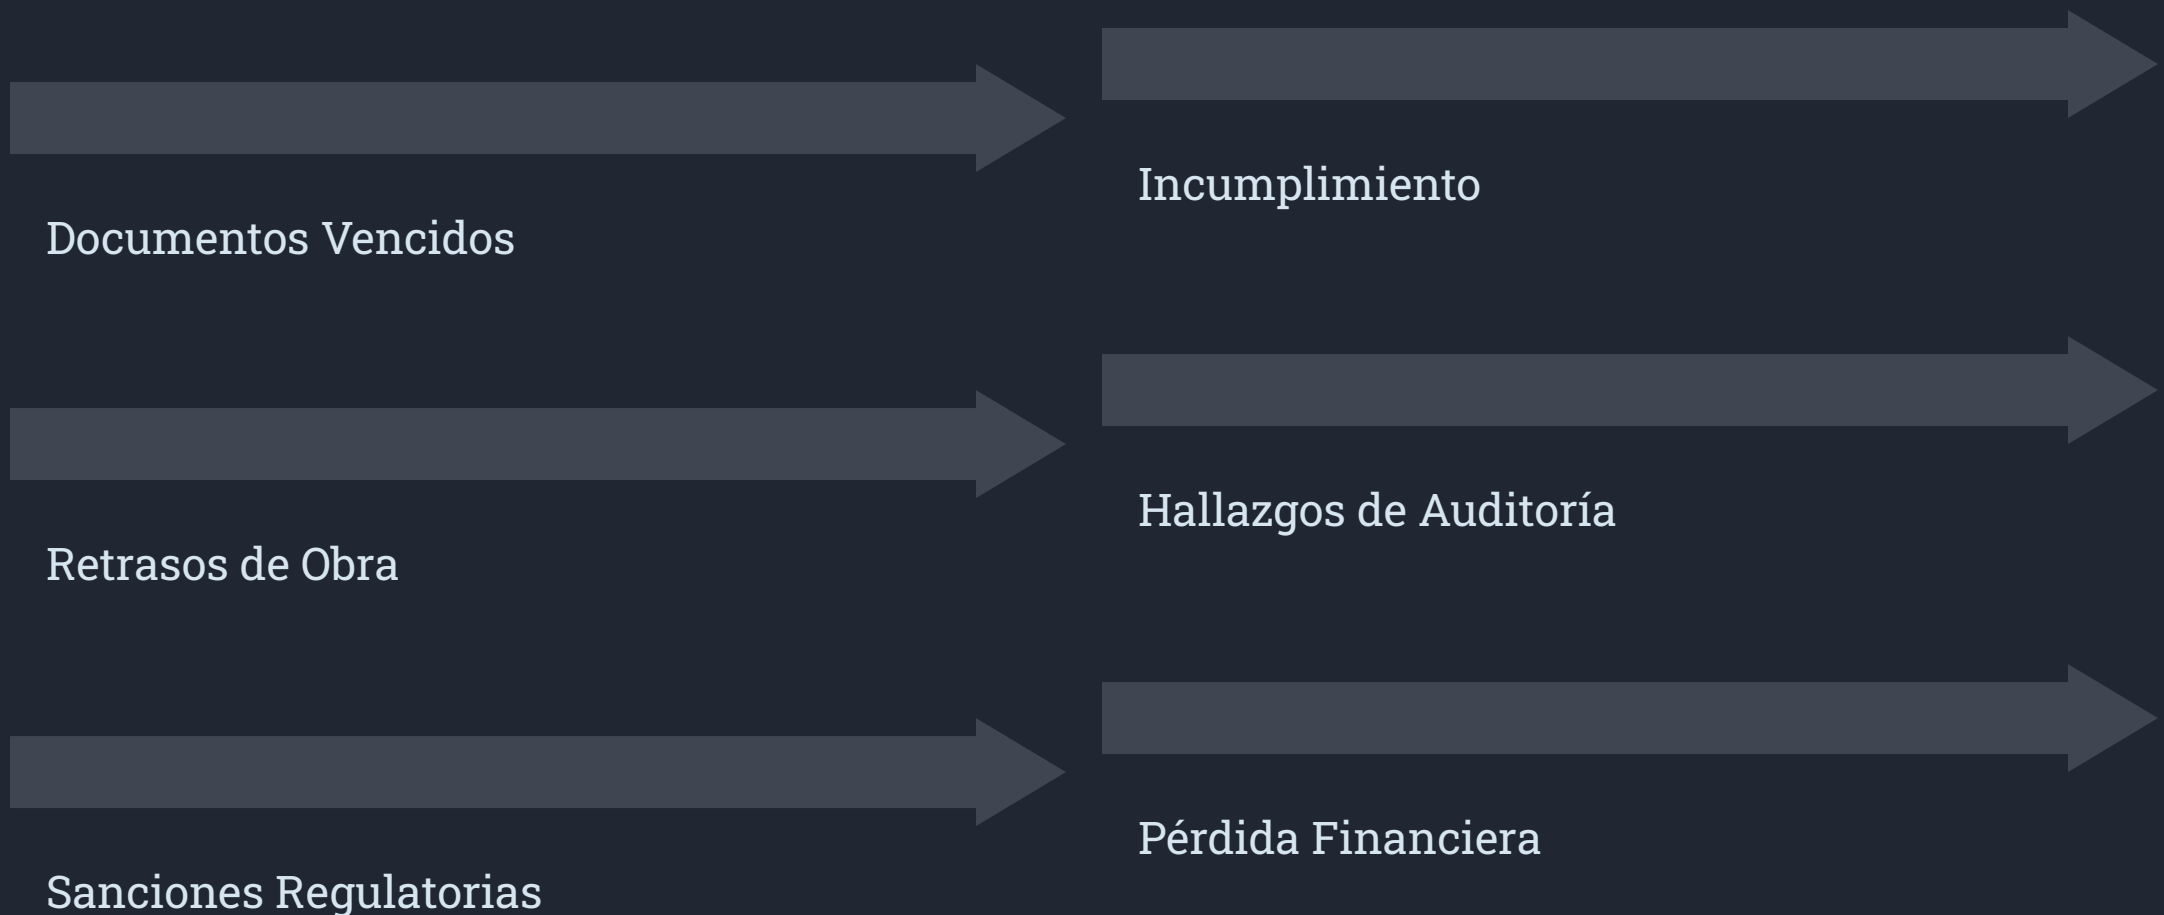 Documentos Vencidos
Incumplimiento
Retrasos de Obra
Hallazgos de Auditoría
Sanciones Regulatorias
Pérdida Financiera